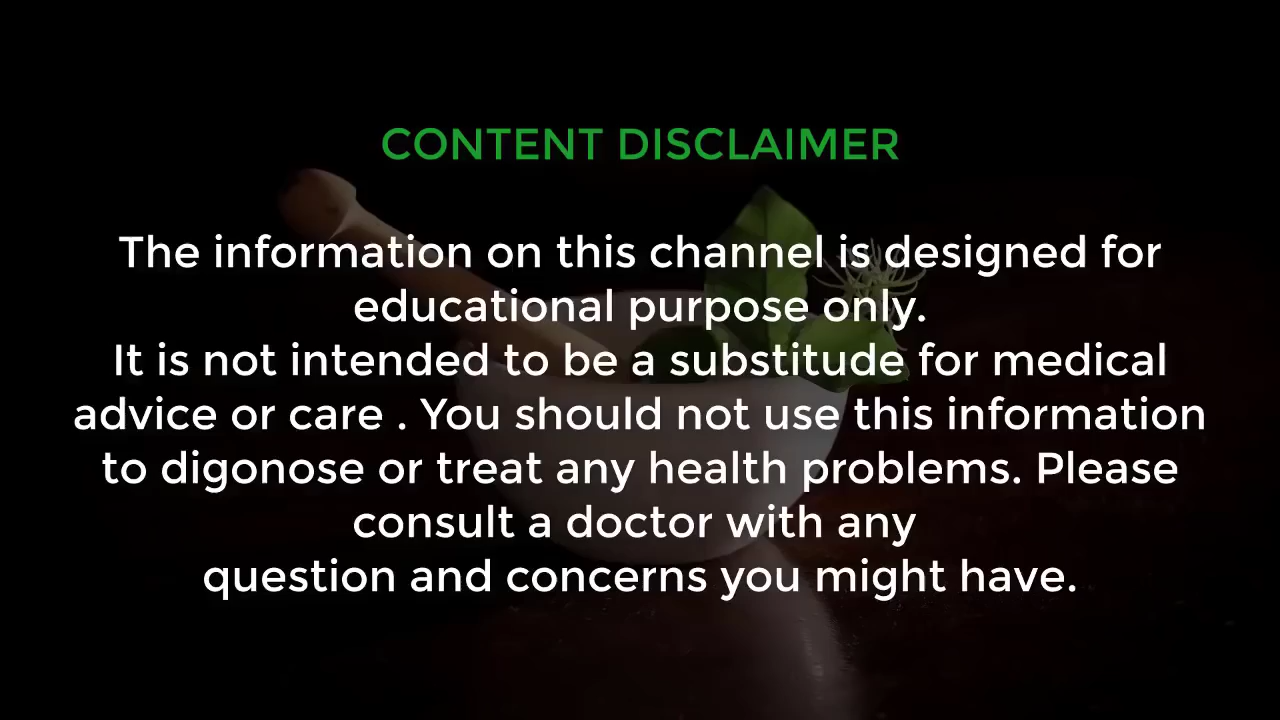 CONTENT DISCLAIMER
The information on this channel is designed for
educational purpose only.
It is not intended to be a substitude for medical
advice or care . You should not use this information
to digonose or treat any health problems. Please
consult a doctor with any
question and concerns you might have.